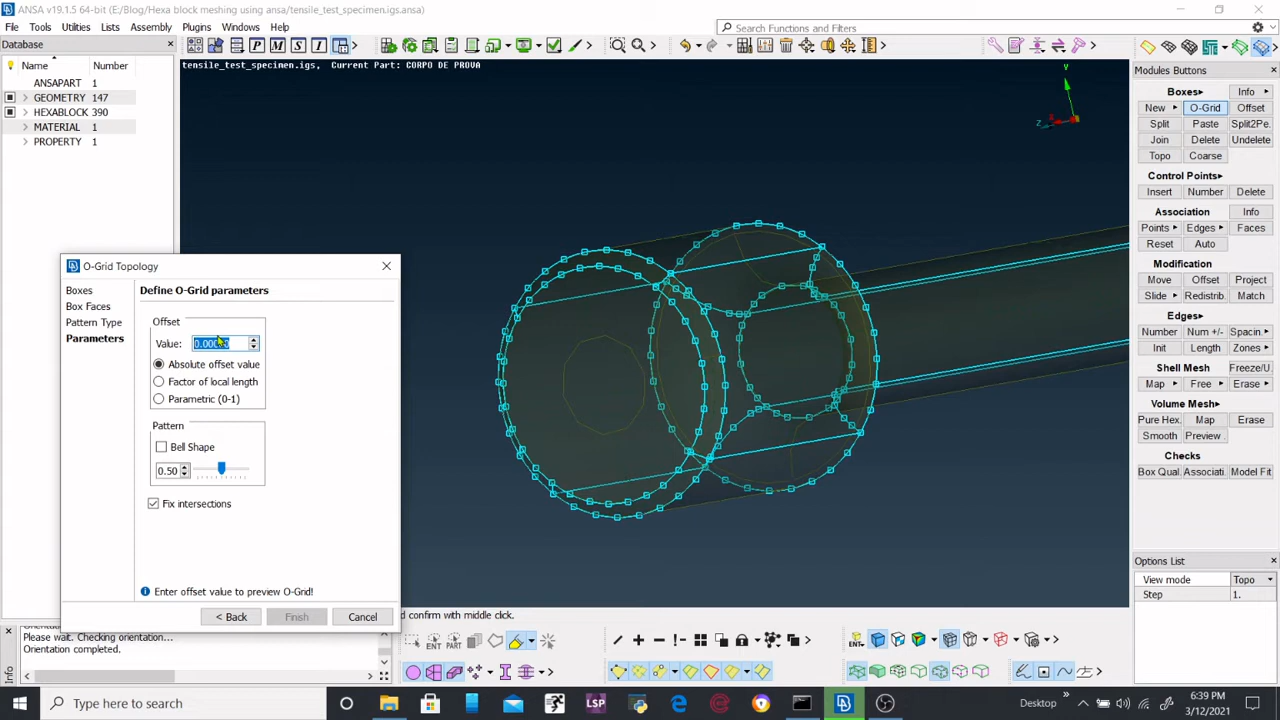 ANSA v19.1.5 64-bit (E:/Blog/Hexa block meshing using ansa/tensile_test_specimen.igs.ansa)
File Tools Utilities Lists Assembly Plugins Windows Help
Search Functions and Filters
Database
Name Number
ANSAPART 1
GEOMETRY 147
HEXABLOCK 390
MATERIAL 1
PROPERTY 1
P M S I
tensile_test_specimen.igs, Current Part: CORPO DE PROVA
Y
Z
Modules Buttons
Boxes▸ Info ▸
New ▸ O-Grid Offset
Split Paste Split2Pe.
Join Delete Undelete
Topo Coarse
Control Points▸
Insert Number Delete
Association Info
Points▸ Edges▸ Faces
Reset Auto
Modification
Move Offset Project
Slide▸ Redistrib. Match
Edges▸
Number Num +/- Spacin.
Init Length Zones▸
Shell Mesh Freeze/U.
Map ▸ Free ▸ Erase ▸
Volume Mesh▸
Pure Hex. Map Erase
Smooth Preview .
Checks
Box Qual. Associati. Model Fit
Options List
View mode Topo
Step 1.
O-Grid Topology
Boxes
Box Faces
Pattern Type
Parameters
Define O-Grid parameters
Offset
Value:
Absolute offset value
Factor of local length
Parametric (0-1)
Pattern
Bell Shape
0.50
Fix intersections
Enter offset value to preview O-Grid!
< Back Finish Cancel
d confirm with middle click.
Please wait. Checking orientation...
Orientation completed.
Info
ENT ENT PART
ENT
Type here to search
LSP
Desktop
6:39 PM
3/12/2021